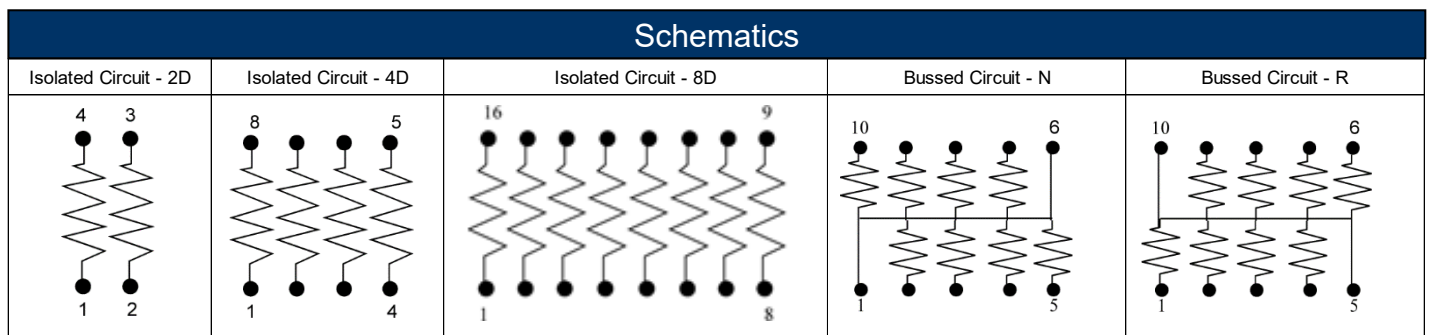 Schematics
Isolated Circuit - 2D Isolated Circuit - 4D Isolated Circuit - 8D Bussed Circuit - N Bussed Circuit - R
4 3 8 5 16 9 10 6 10 6
1 2 1 4 1 8 1 5 1 5